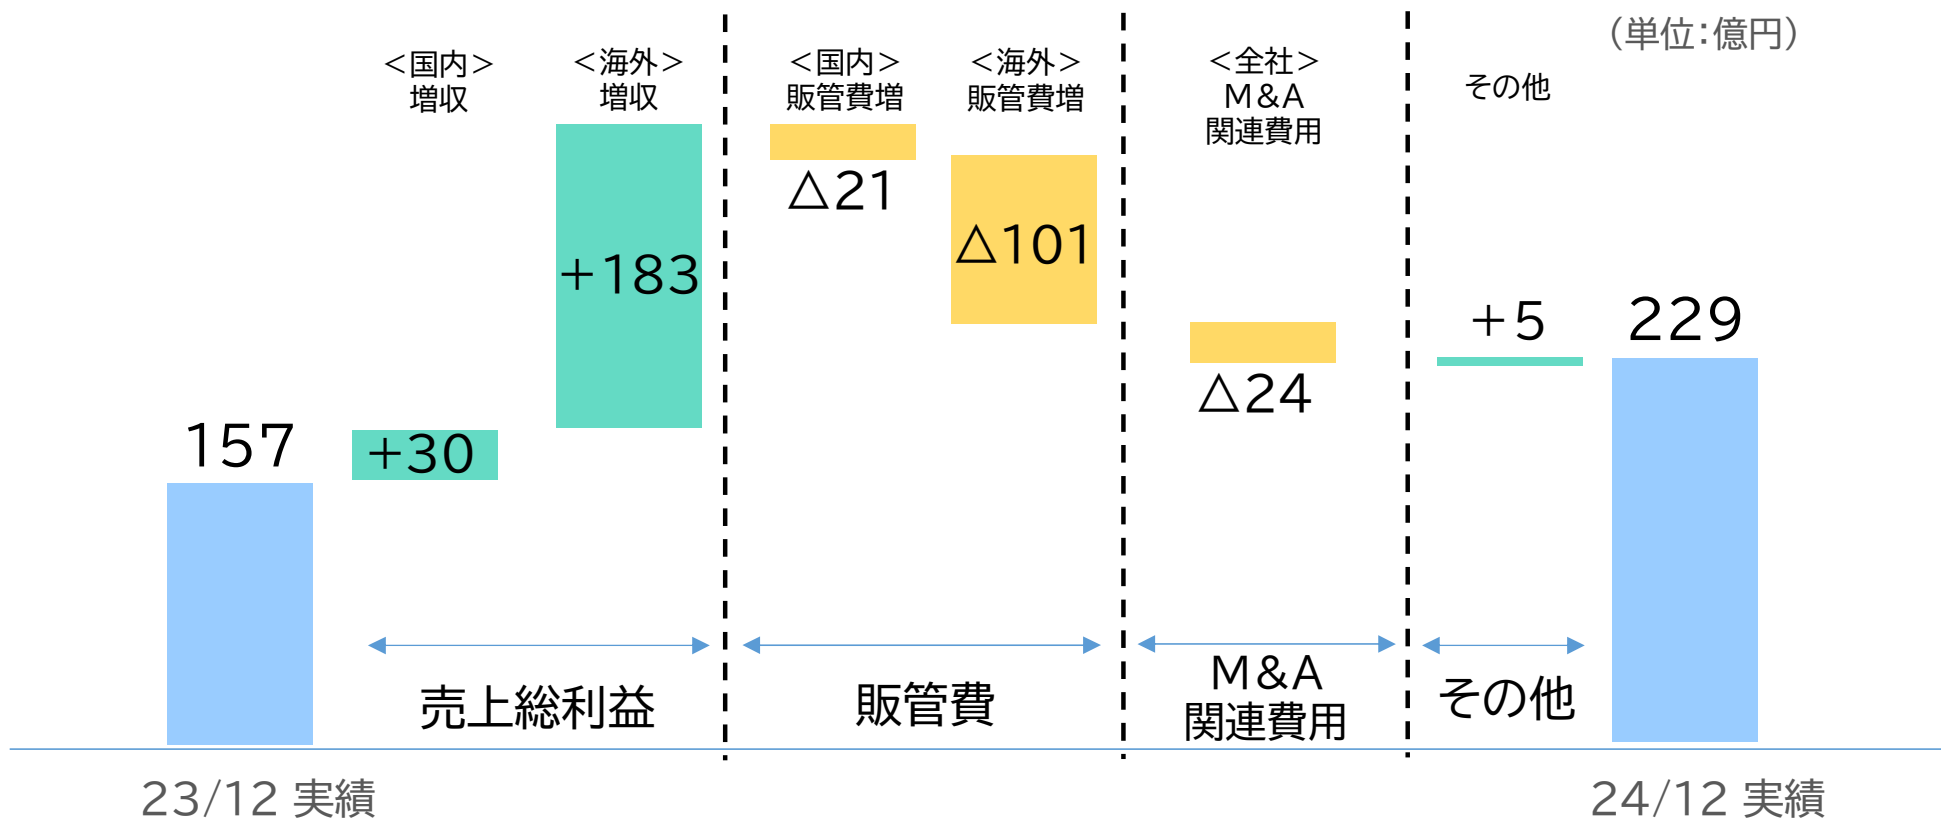 （単位：億円）
＜国内＞
増収
＜海外＞
増収
＜国内＞
販管費増
＜海外＞
販管費増
＜全社＞
M＆A
関連費用
その他
157
＋30
＋183
△21
△101
△24
＋5
229
売上総利益
販管費
M＆A
関連費用
その他
23/12 実績
24/12 実績